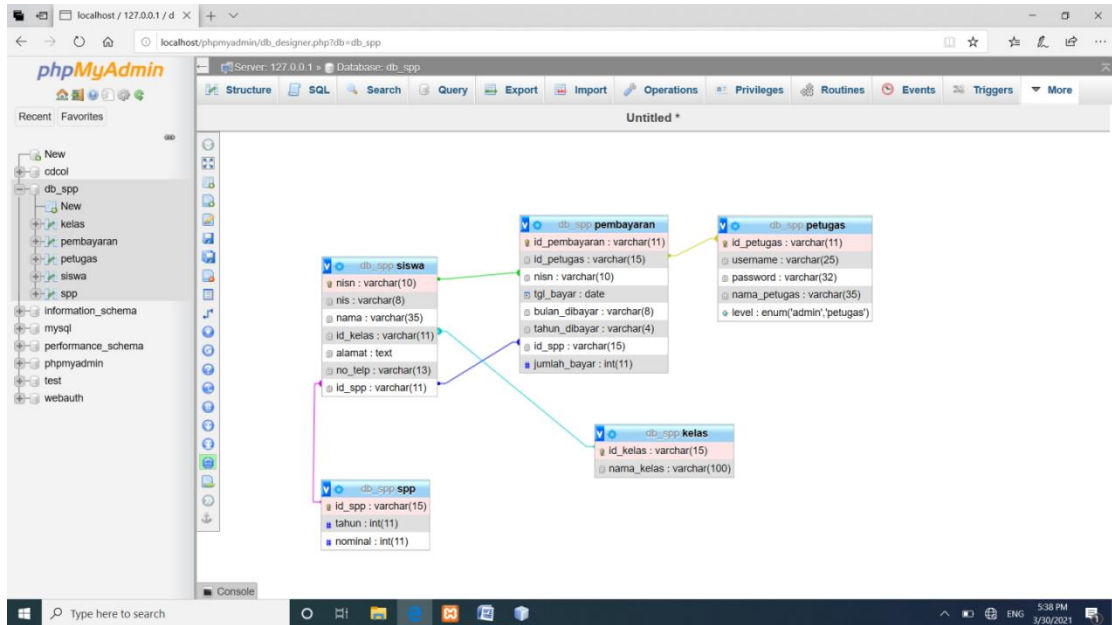 localhost / 127.0.0.1 / d
localhost/phpmyadmin/db_designer.php?db=db_spp
phpMyAdmin
Recent Favorites
New
cdcol
db_spp
New
kelas
pembayaran
petugas
siswa
spp
information_schema
mysql
performance_schema
phpmyadmin
test
webauth
Server: 127.0.0.1 » Database: db_spp
Structure SQL Search Query Export Import Operations Privileges Routines Events Triggers More
Untitled *
db_spp pembayaran
id_pembayaran : varchar(11)
id_petugas : varchar(15)
nisn : varchar(10)
tgl_bayar : date
bulan_dibayar : varchar(8)
tahun_dibayar : varchar(4)
id_spp : varchar(15)
jumlah_bayar : int(11)
db_spp petugas
id_petugas : varchar(11)
username : varchar(25)
password : varchar(32)
nama_petugas : varchar(35)
level : enum('admin','petugas')
db_spp siswa
nisn : varchar(10)
nis : varchar(8)
nama : varchar(35)
id_kelas : varchar(11)
alamat : text
no_telp : varchar(13)
id_spp : varchar(11)
db_spp kelas
id_kelas : varchar(15)
nama_kelas : varchar(100)
db_spp spp
id_spp : varchar(15)
tahun : int(11)
nominal : int(11)
Console
Type here to search
ENG
5:38 PM
3/30/2021